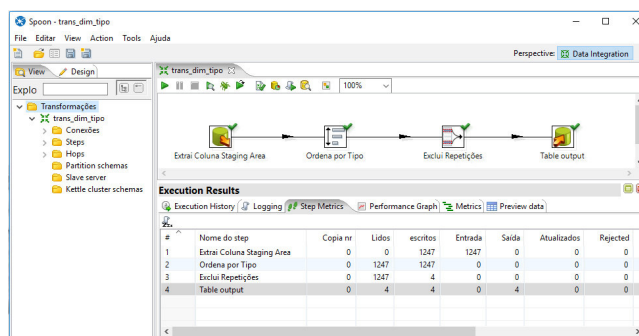 Spoon - trans_dim_tipo
File Editar View Action Tools Ajuda
Perspective: Data Integration
View Design
Explo
Transformações
trans_dim_tipo
Conexões
Steps
Hops
Partition schemas
Slave server
Kettle cluster schemas
trans_dim_tipo
100%
Extrai Coluna Staging Area Ordena por Tipo Exclui Repetições Table output
Execution Results
Execution History Logging Step Metrics Performance Graph Metrics Preview data
# Nome do step Copia nr Lidos escritos Entrada Saída Atualizados Rejected
1 Extrai Coluna Staging Area 0 0 1247 1247 0 0 0
2 Ordena por Tipo 0 1247 1247 0 0 0 0
3 Exclui Repetições 0 1247 4 0 0 0 0
4 Table output 0 4 4 0 4 0 0